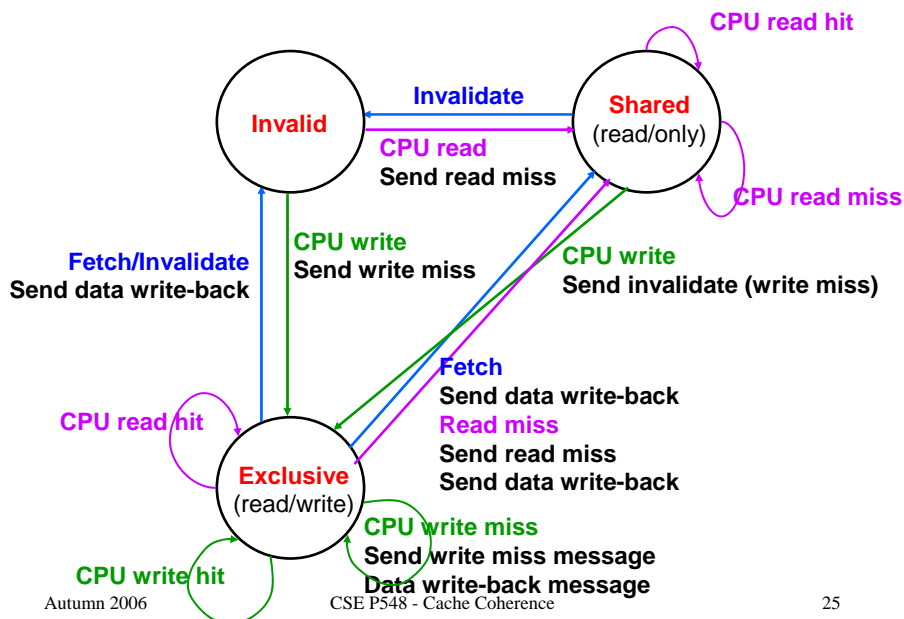 CPU read hit
Invalidate
Shared
(read/only)
Invalid
CPU read
Send read miss
CPU read miss
CPU write
Send write miss
Fetch/Invalidate
Send data write-back
CPU write
Send invalidate (write miss)
Fetch
Send data write-back
Read miss
Send read miss
Send data write-back
CPU read hit
Exclusive
(read/write)
CPU write miss
Send write miss message
Data write-back message
CPU write hit
Autumn 2006
CSE P548 - Cache Coherence
25